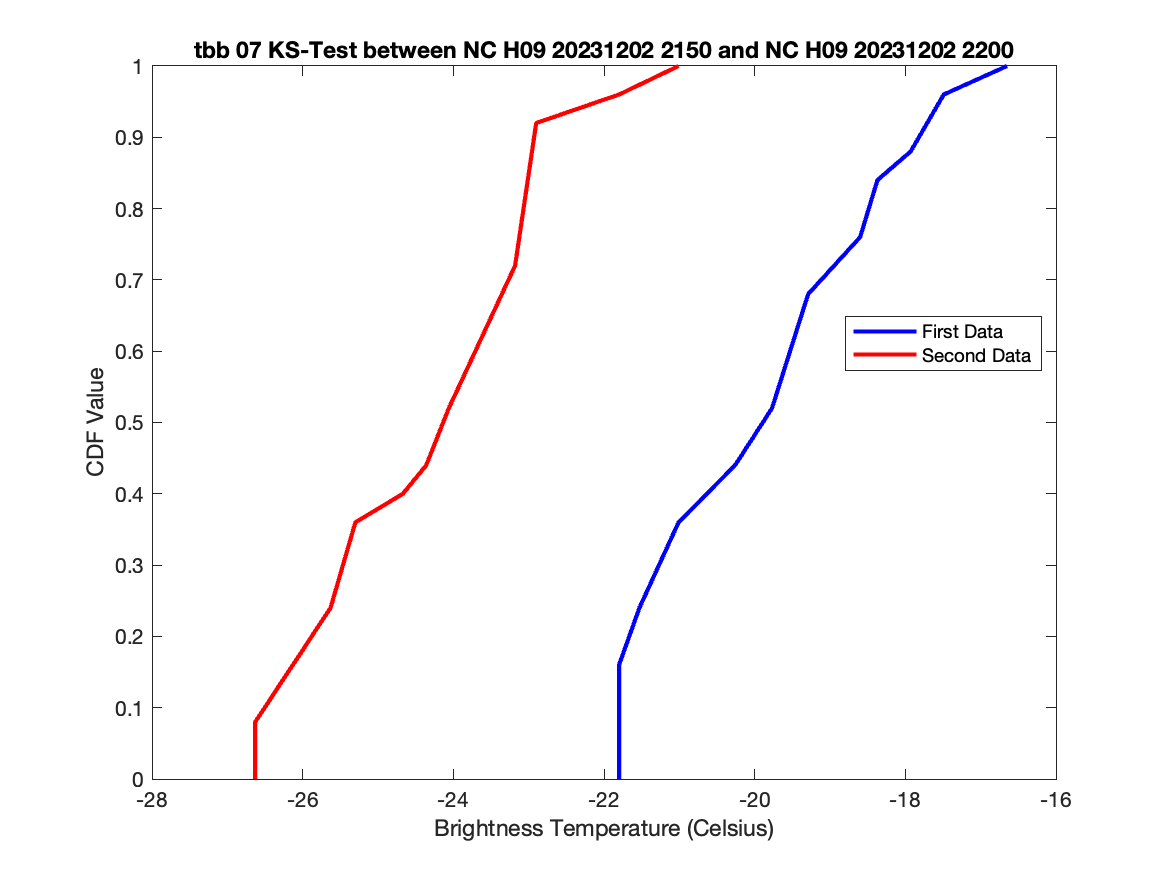 tbb 07 KS-Test between NC H09 20231202 2150 and NC H09 20231202 2200
1
0.9
0.8
0.7
0.6
0.5
0.4
0.3
0.2
0.1
0
CDF Value
First Data
Second Data
-28 -26 -24 -22 -20 -18 -16
Brightness Temperature (Celsius)